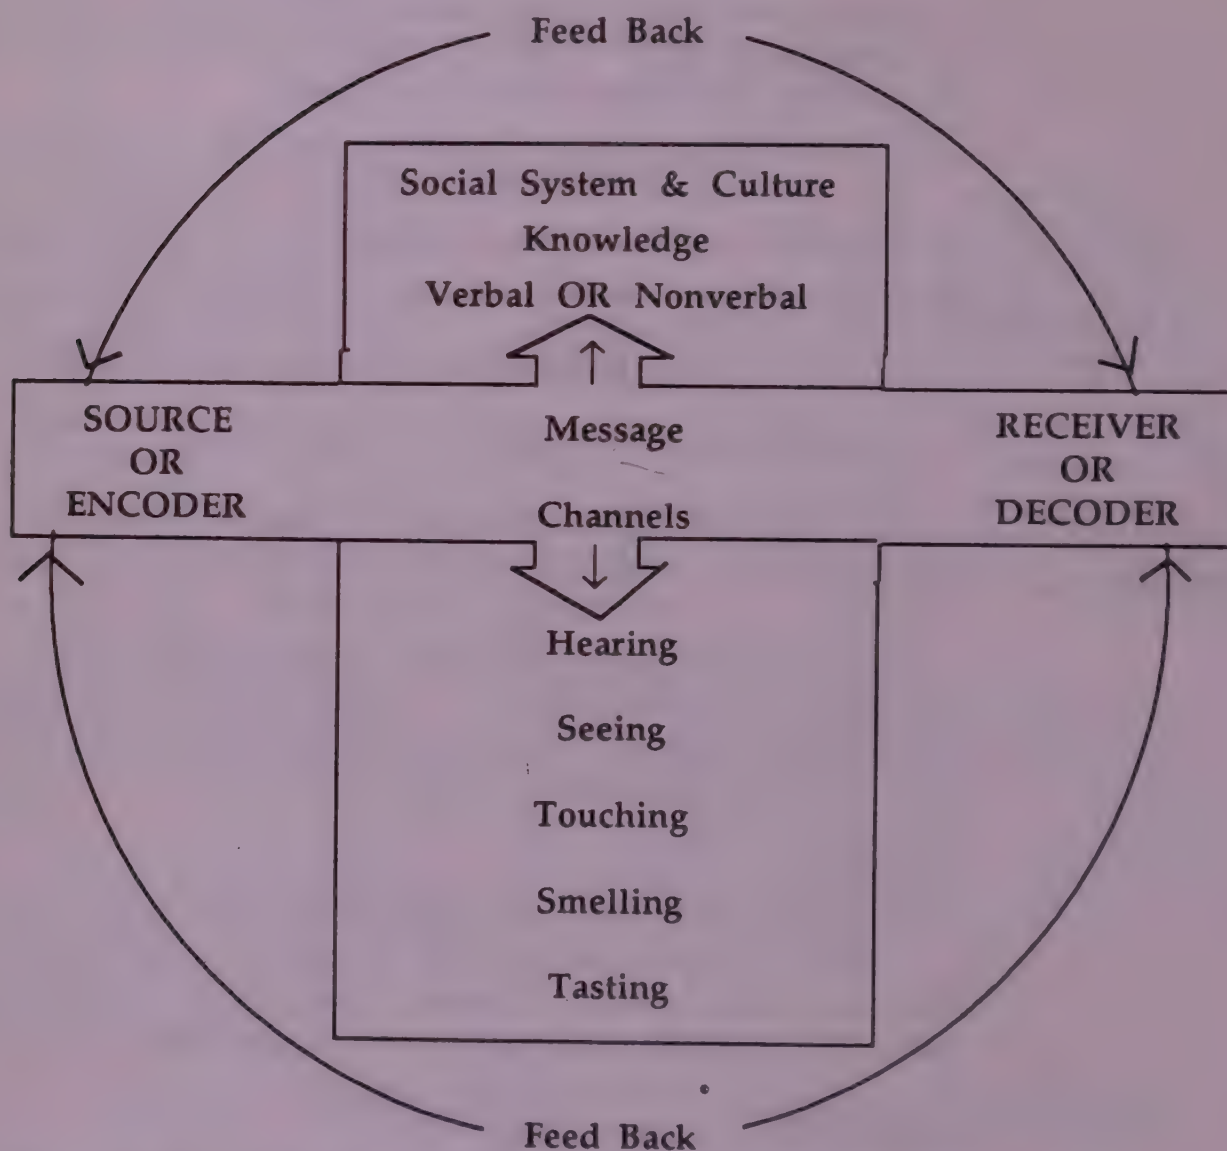 Feed Back
Social System & Culture
Knowledge
Verbal OR Nonverbal
SOURCE
OR
ENCODER
Message
Channels
RECEIVER
OR
DECODER
Hearing
Seeing
Touching
Smelling
Tasting
Feed Back